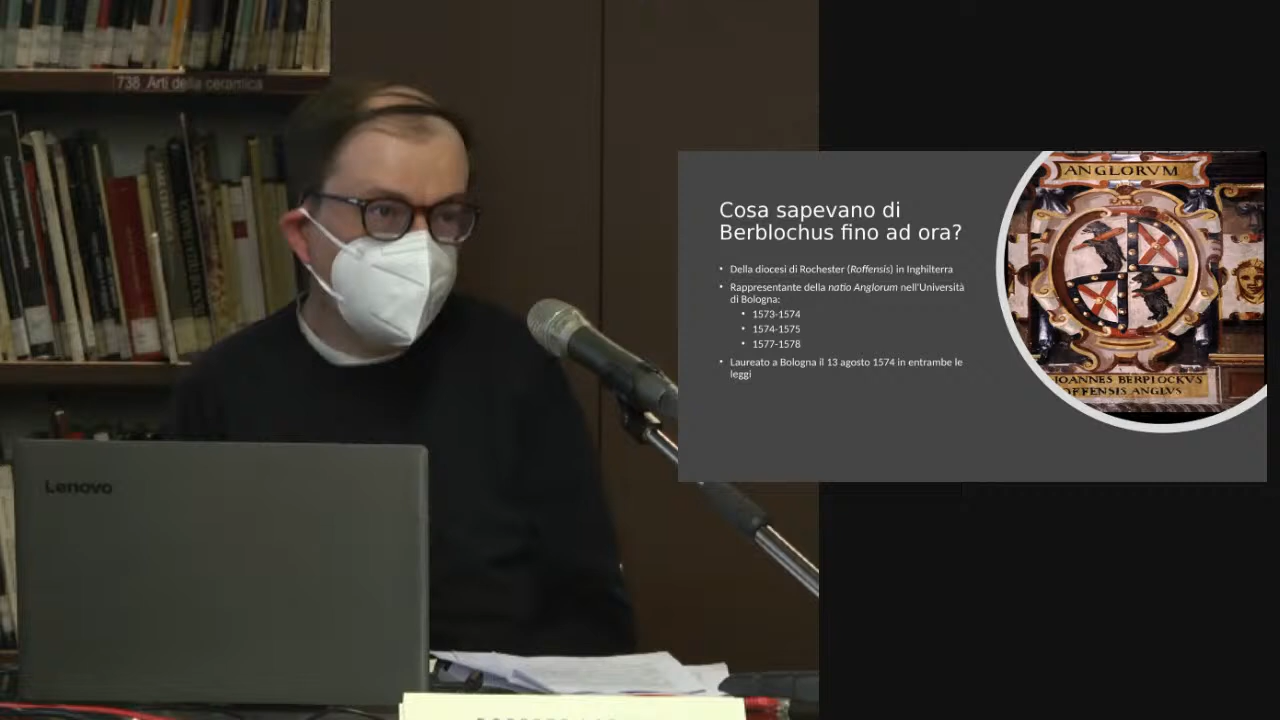 738 Arti della ceramica
Lenovo
Cosa sapevano di
Berblochus fino ad ora?
• Della diocesi di Rochester (Roffensis) in Inghilterra
• Rappresentante della natio Anglorum nell'Università
di Bologna:
• 1573-1574
• 1574-1575
• 1577-1578
• Laureato a Bologna il 13 agosto 1574 in entrambe le
leggi
ANGLORVM
IOANNES BERPLOCKVS
OFFENSIS ANGLVS